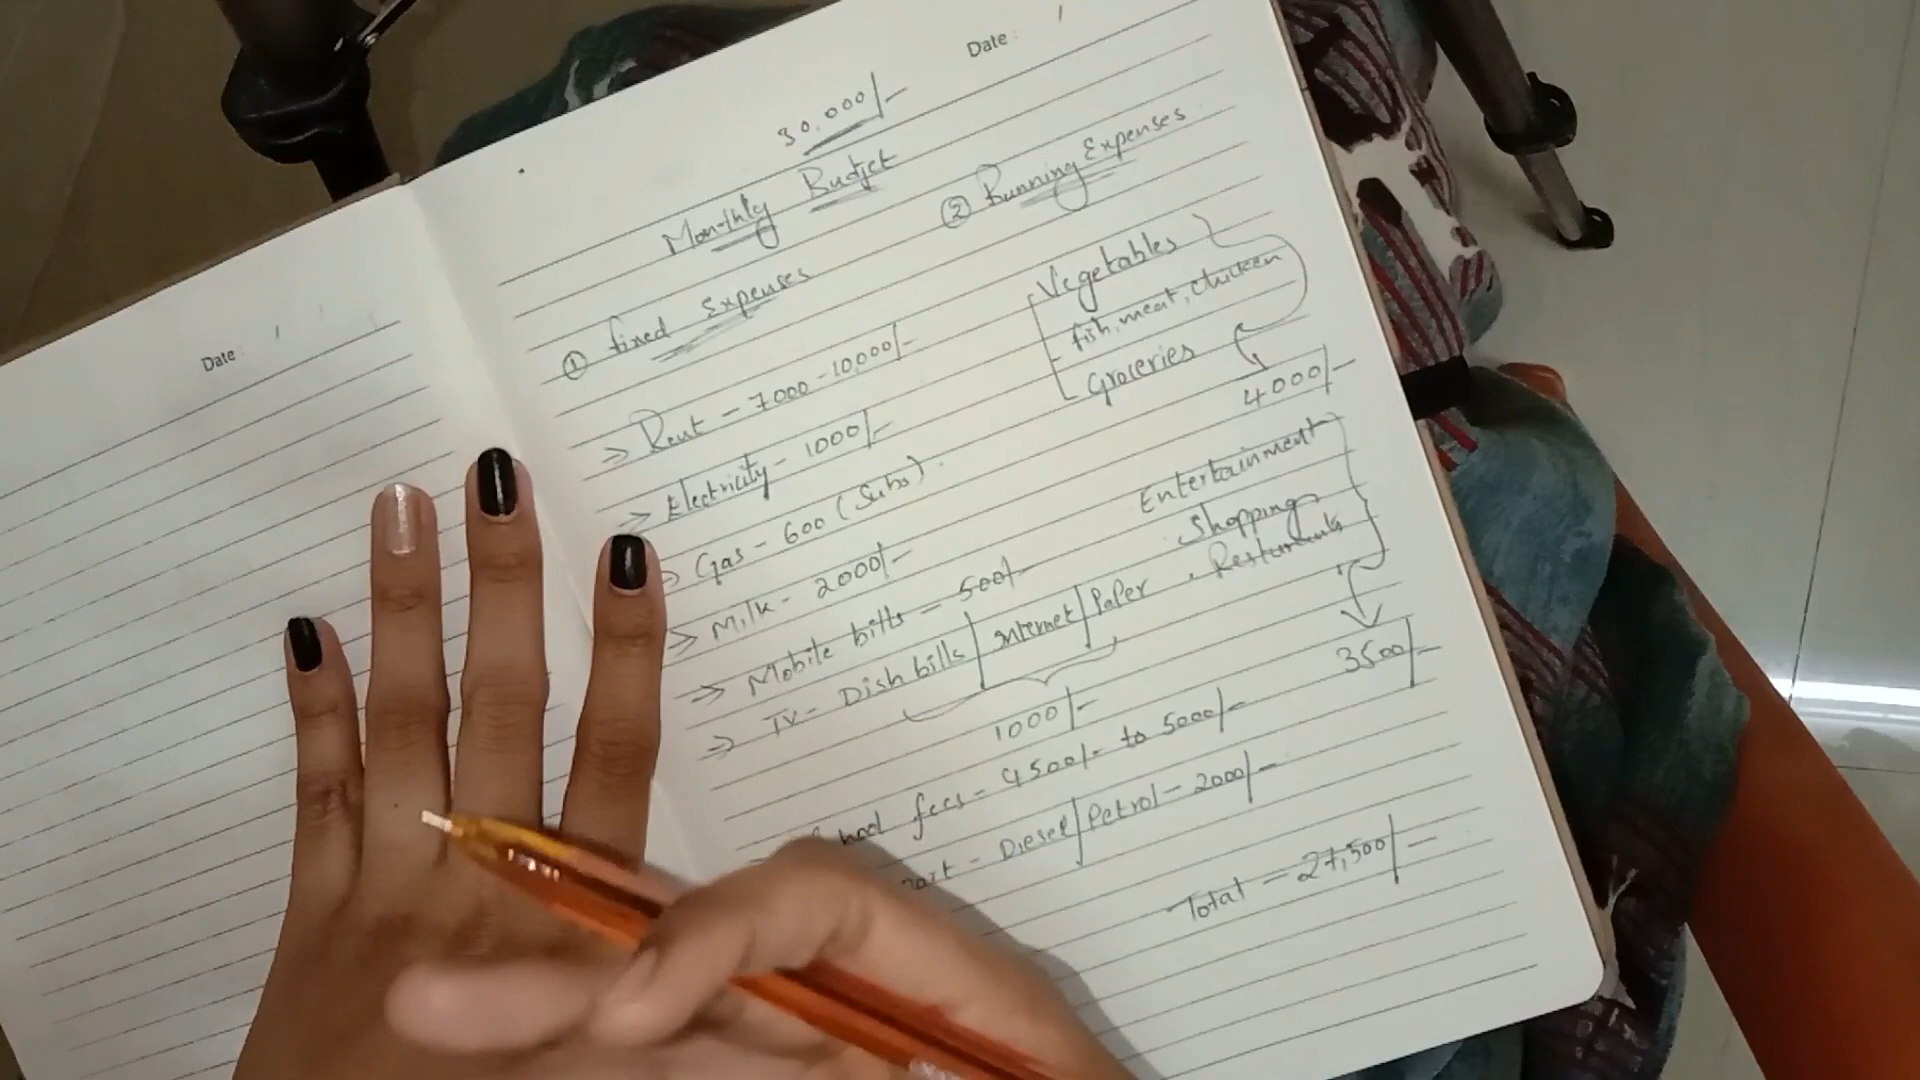 Date :
Date :
30,000/-
Monthly Budjet
① fixed Expenses
⇒ Rent - 7000 - 10,000/-
⇒ Electricity - 1000/-
⇒ Gas - 600 (Subs)
⇒ Milk - 2000/-
⇒ Mobile bills - 500/-
⇒ TV - Dish bills | Internet | Paper
1000/-
fees - 4500/- to 5000/-
- Diesel | Petrol - 2000/-
② Running Expenses
Vegetables
fish, meat, chicken
Groceries
4000/-
Entertainment
Shopping
3500/-
Total - 27,500/-